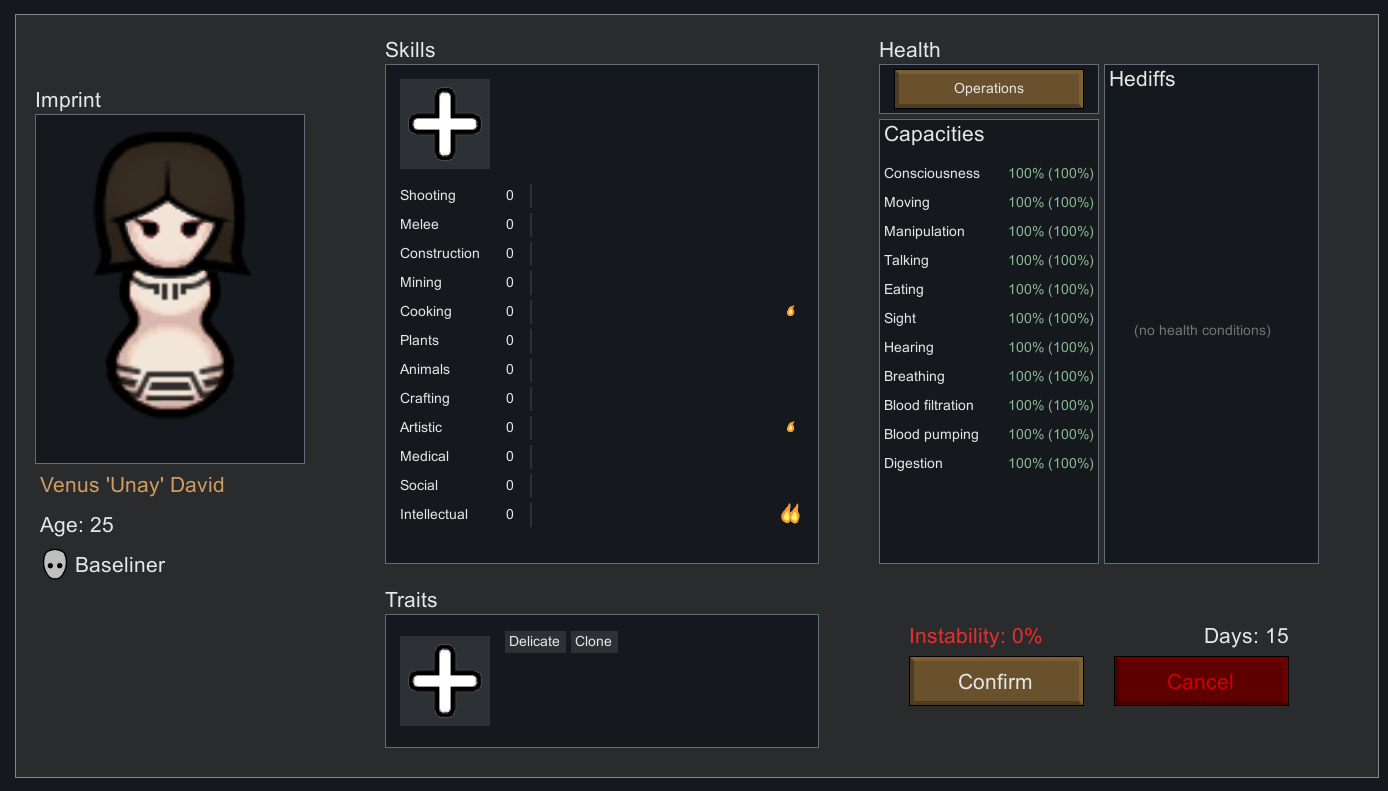 Imprint
Venus 'Unay' David
Age: 25
Baseliner
Skills
Shooting 0
Melee 0
Construction 0
Mining 0
Cooking 0
Plants 0
Animals 0
Crafting 0
Artistic 0
Medical 0
Social 0
Intellectual 0
Traits
Delicate Clone
Health
Operations
Capacities
Consciousness 100% (100%)
Moving 100% (100%)
Manipulation 100% (100%)
Talking 100% (100%)
Eating 100% (100%)
Sight 100% (100%)
Hearing 100% (100%)
Breathing 100% (100%)
Blood filtration 100% (100%)
Blood pumping 100% (100%)
Digestion 100% (100%)
Hediffs
(no health conditions)
Instability: 0% Days: 15
Confirm Cancel